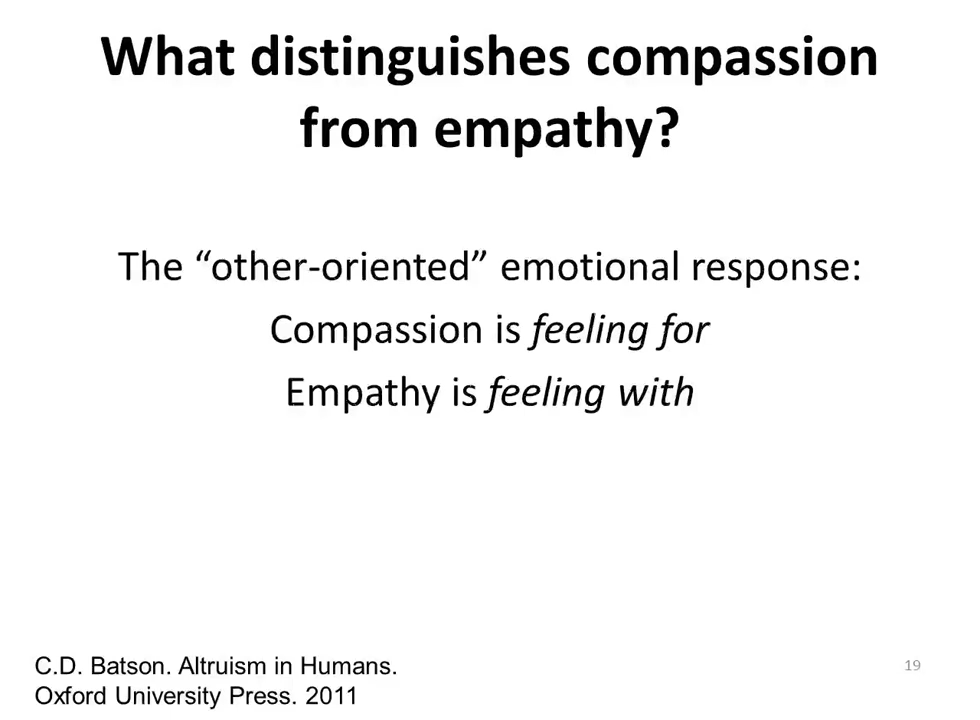 What distinguishes compassion
from empathy?
The “other-oriented” emotional response:
Compassion is feeling for
Empathy is feeling with
C.D. Batson. Altruism in Humans.
Oxford University Press. 2011
19